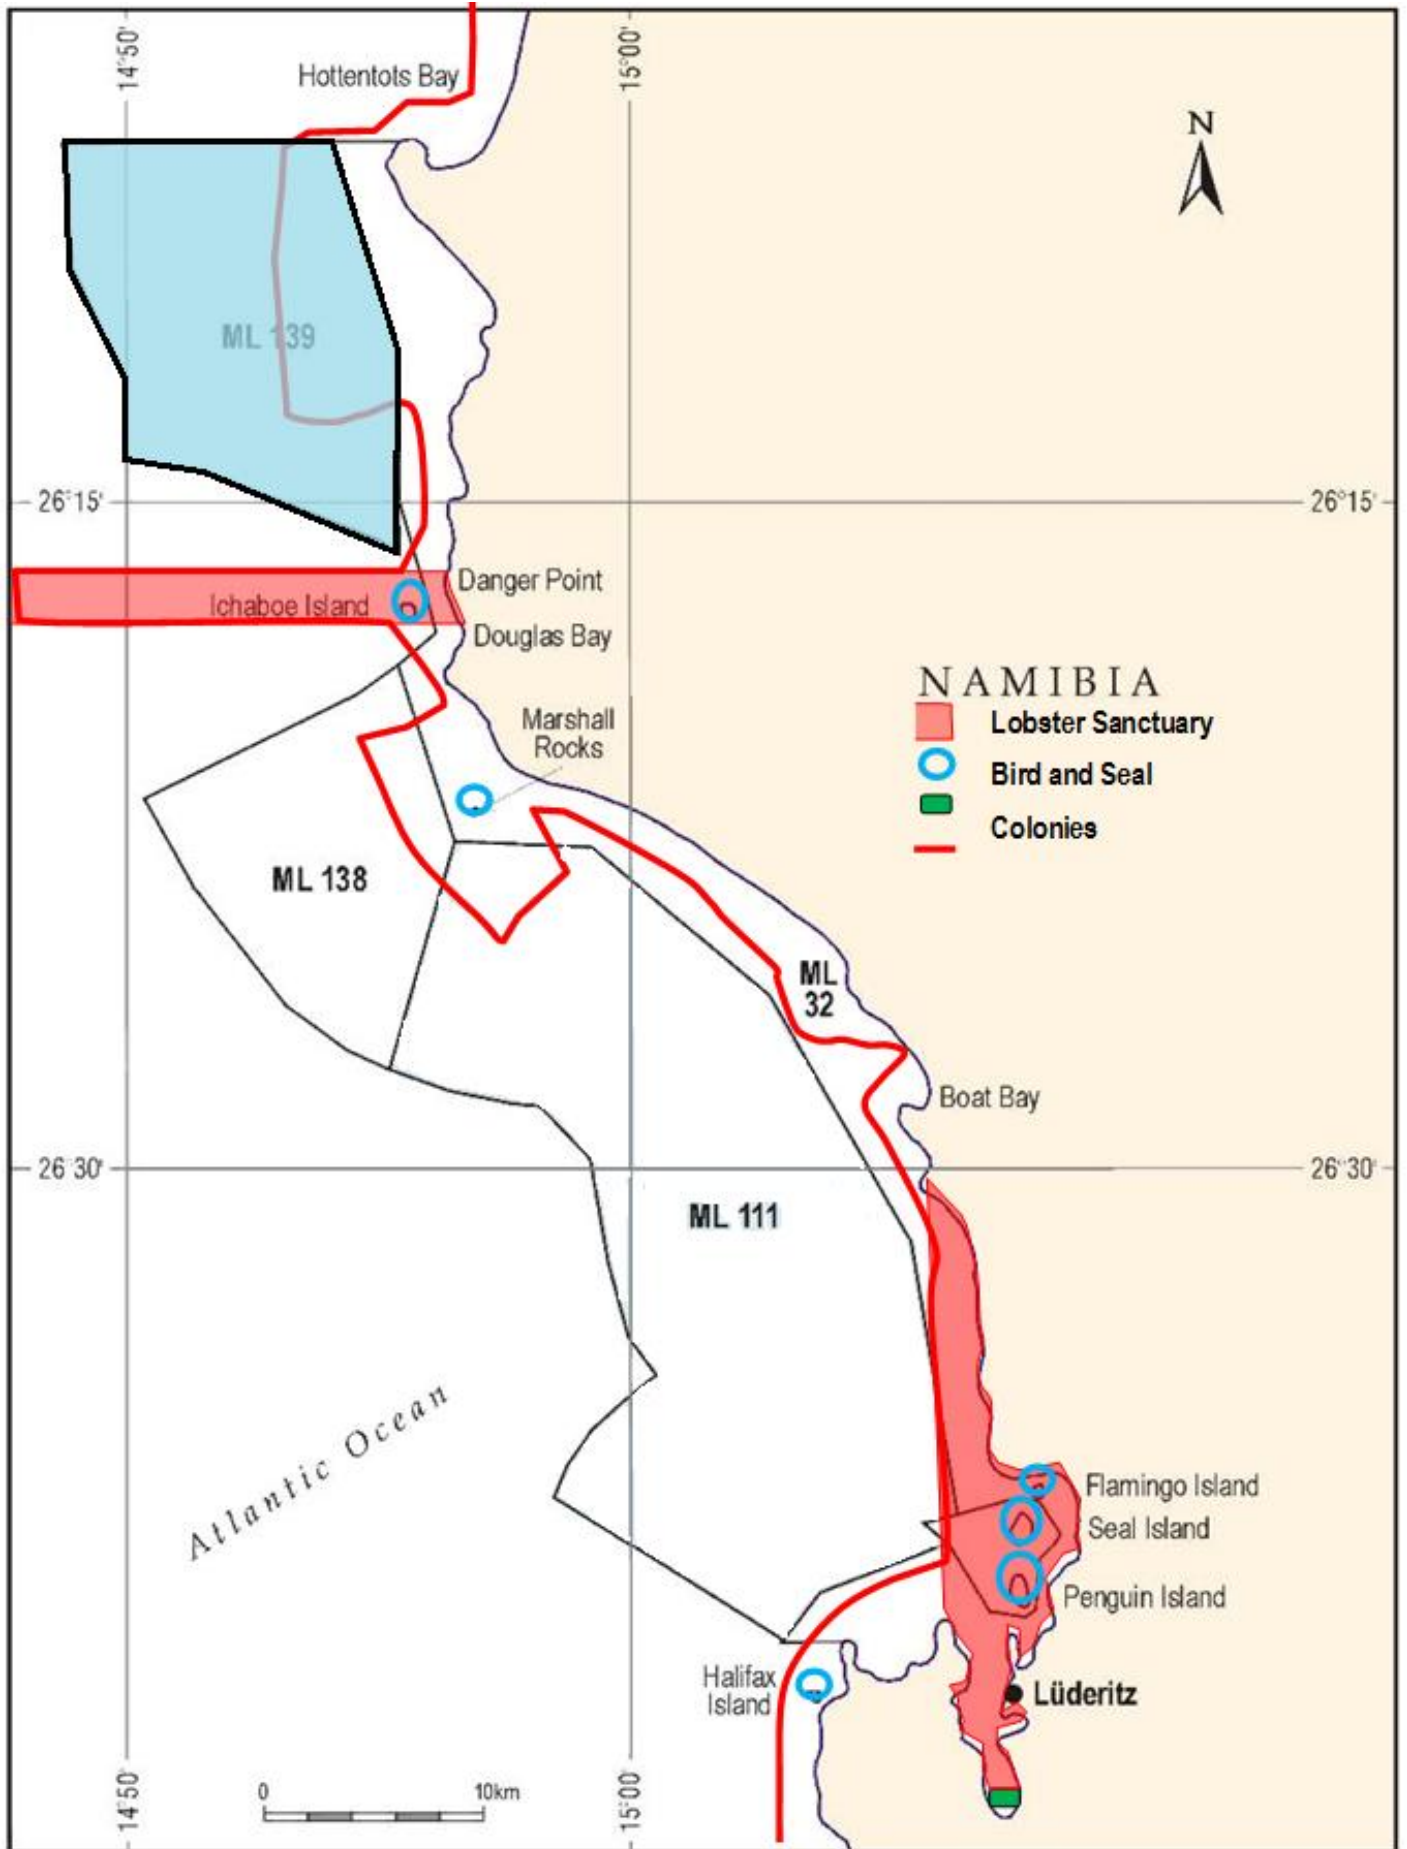 14°50'
15°00'
Hottentots Bay
N
ML 139
26°15'
26°15'
Danger Point
Ichaboe Island
Douglas Bay
NAMIBIA
Marshall
Rocks
Lobster Sanctuary
Bird and Seal
Colonies
ML 138
ML
32
Boat Bay
26°30'
26°30'
ML 111
Atlantic Ocean
Flamingo Island
Seal Island
Penguin Island
Halifax
Island
Lüderitz
0
10km
14°50'
15°00'